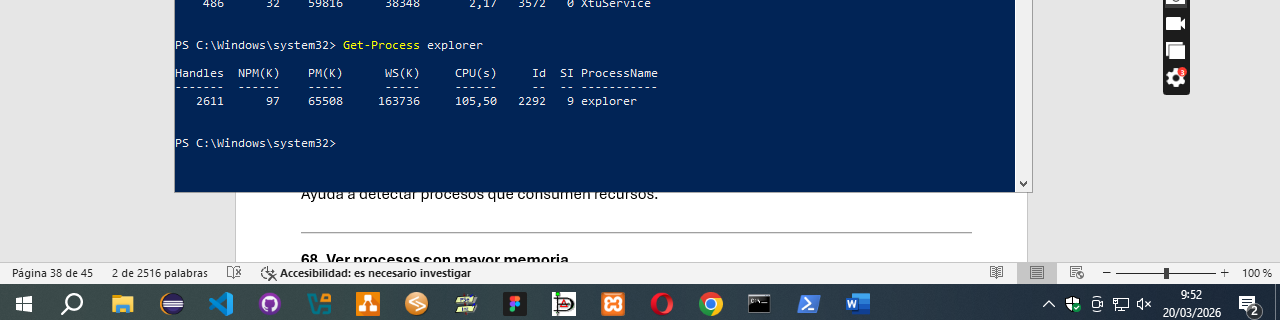 486 32 59816 38348 2,17 3572 0 XtuService
PS C:\Windows\system32> Get-Process explorer
Handles NPM(K) PM(K) WS(K) CPU(s) Id SI ProcessName
------- ------ ----- ----- ------ -- -- -----------
2611 97 65508 163736 105,50 2292 9 explorer
PS C:\Windows\system32>
Ayuda a detectar procesos que consumen recursos.
68. Ver procesos con mayor memoria
Página 38 de 45 2 de 2516 palabras Accesibilidad: es necesario investigar 100 %
9:52
20/03/2026
2
3